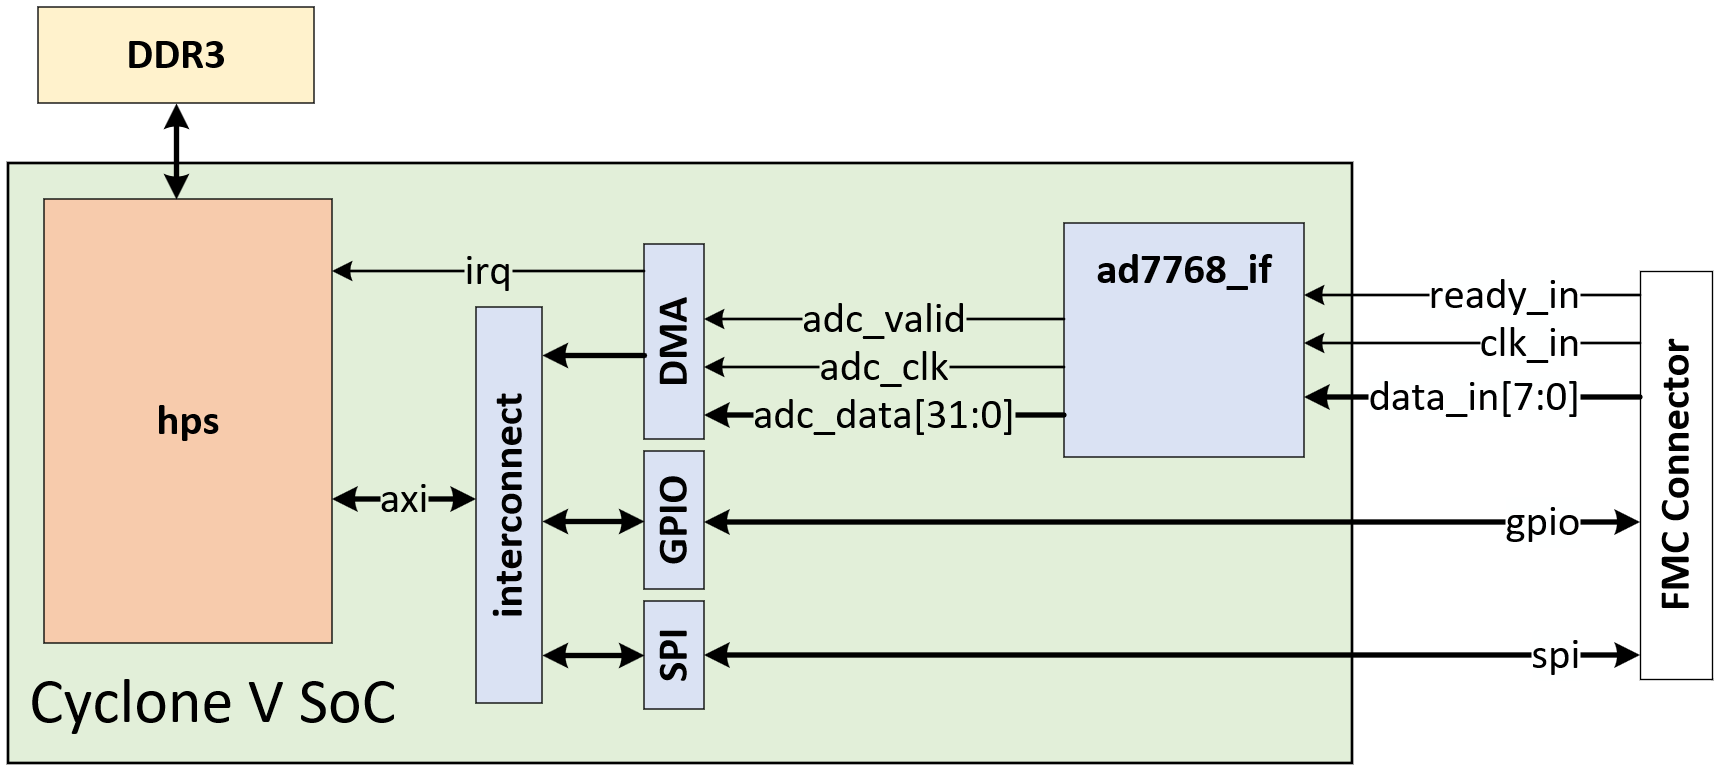 DDR3
hps
irq
axi
interconnect
DMA
GPIO
SPI
adc_valid
adc_clk
adc_data[31:0]
ad7768_if
ready_in
clk_in
data_in[7:0]
gpio
spi
FMC Connector
Cyclone V SoC